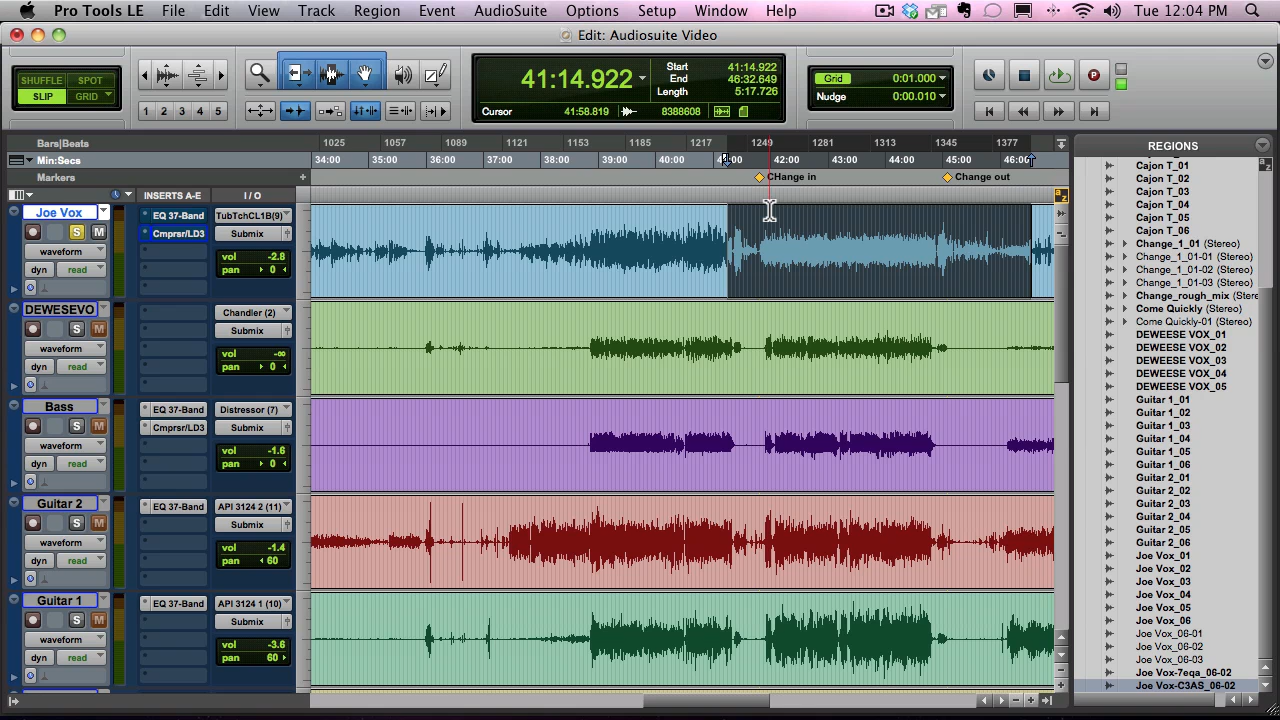 Pro Tools LE File Edit View Track Region Event AudioSuite Options Setup Window Help Tue 12:04 PM
Edit: Audiosuite Video
SHUFFLE SPOT
SLIP GRID
1 2 3 4 5
41:14.922
Start 41:14.922
End 46:32.649
Length 5:17.726
Cursor 41:58.819 8388608
Grid 0:01.000
Nudge 0:00.010
Bars|Beats 1025 1057 1089 1121 1153 1185 1217 1249 1281 1313 1345 1377
Min:Secs 34:00 35:00 36:00 37:00 38:00 39:00 40:00 42:00 43:00 44:00 45:00 46:00
Markers + CHange in Change out
INSERTS A-E I / O
Joe Vox EQ 37-Band TubTchCL1B(9)
S M Cmprsr/LD3 Submix
waveform vol -2.8
dyn read pan 0
DEWESEVO Chandler (2)
S M Submix
waveform vol -∞
dyn read pan 0
Bass EQ 37-Band Distressor (7)
S M Cmprsr/LD3 Submix
waveform vol -1.6
dyn read pan 0
Guitar 2 EQ 37-Band API 3124 2 (11)
S M Submix
waveform vol -1.4
dyn read pan 60
Guitar 1 EQ 37-Band API 3124 1 (10)
S M Submix
waveform vol -3.6
dyn read pan 60
REGIONS
Cajon T_01
Cajon T_02
Cajon T_03
Cajon T_04
Cajon T_05
Cajon T_06
Change_1_01 (Stereo)
Change_1_01-01 (Stereo)
Change_1_01-02 (Stereo)
Change_1_01-03 (Stereo)
Change_rough_mix (Stere
Come Quickly (Stereo)
Come Quickly-01 (Stereo)
DEWEESE VOX_01
DEWEESE VOX_02
DEWEESE VOX_03
DEWEESE VOX_04
DEWEESE VOX_05
Guitar 1_01
Guitar 1_02
Guitar 1_03
Guitar 1_04
Guitar 1_05
Guitar 1_06
Guitar 2_01
Guitar 2_02
Guitar 2_03
Guitar 2_04
Guitar 2_05
Guitar 2_06
Joe Vox_01
Joe Vox_02
Joe Vox_03
Joe Vox_04
Joe Vox_05
Joe Vox_06
Joe Vox_06-01
Joe Vox_06-02
Joe Vox_06-03
Joe Vox-7eqa_06-02
Joe Vox-C3AS_06-02